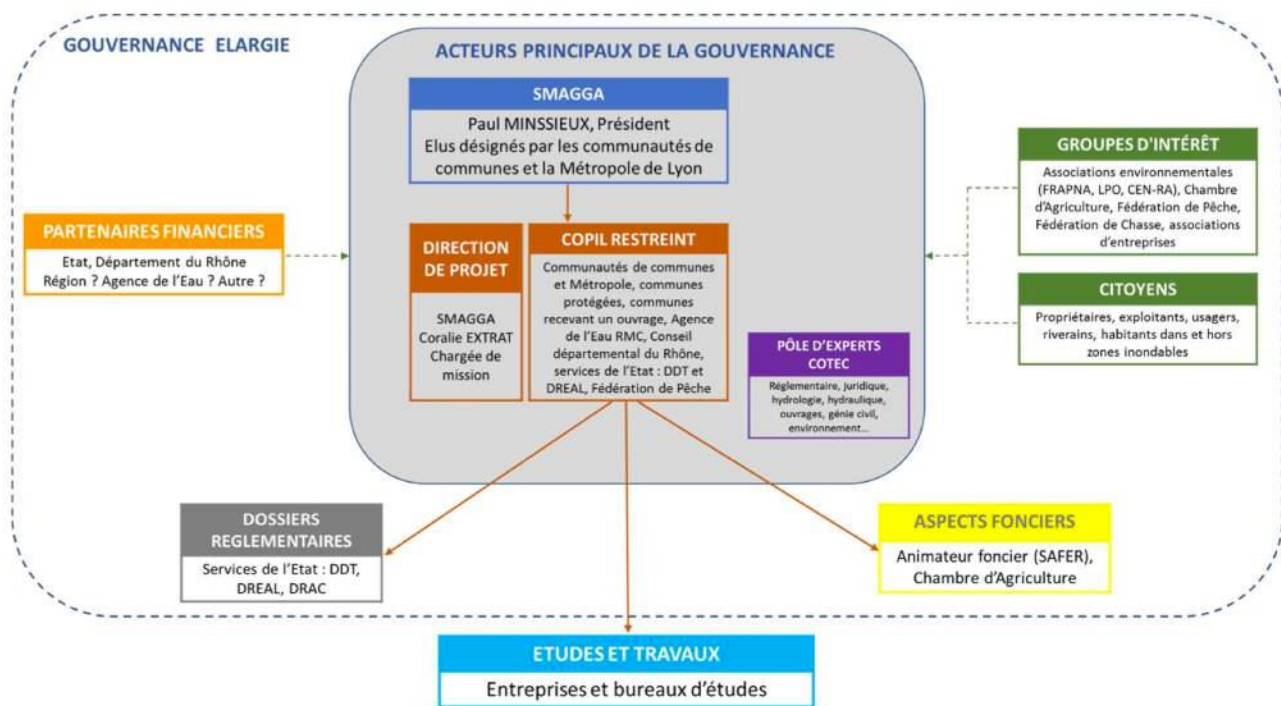 GOUVERNANCE ELARGIE
ACTEURS PRINCIPAUX DE LA GOUVERNANCE
SMAGGA
Paul MINSSIEUX, Président
Elus désignés par les communautés de
communes et la Métropole de Lyon
PARTENAIRES FINANCIERS
Etat, Département du Rhône
Région ? Agence de l'Eau ? Autre ?
DIRECTION
DE PROJET
SMAGGA
Coralie EXTRAT
Chargée de
mission
COPIL RESTREINT
Communautés de communes
et Métropole, communes
protégées, communes
recevant un ouvrage, Agence
de l'Eau RMC, Conseil
départemental du Rhône,
services de l'Etat : DDT et
DREAL, Fédération de Pêche
PÔLE D'EXPERTS
COTEC
Réglementaire, juridique,
hydrologie, hydraulique,
ouvrages, génie civil,
environnement...
GROUPES D'INTÉRÊT
Associations environnementales
(FRAPNA, LPO, CEN-RA), Chambre
d'Agriculture, Fédération de Pêche,
Fédération de Chasse, associations
d'entreprises
CITOYENS
Propriétaires, exploitants, usagers,
riverains, habitants dans et hors
zones inondables
DOSSIERS
REGLEMENTAIRES
Services de l'Etat : DDT,
DREAL, DRAC
ASPECTS FONCIERS
Animateur foncier (SAFER),
Chambre d'Agriculture
ETUDES ET TRAVAUX
Entreprises et bureaux d'études